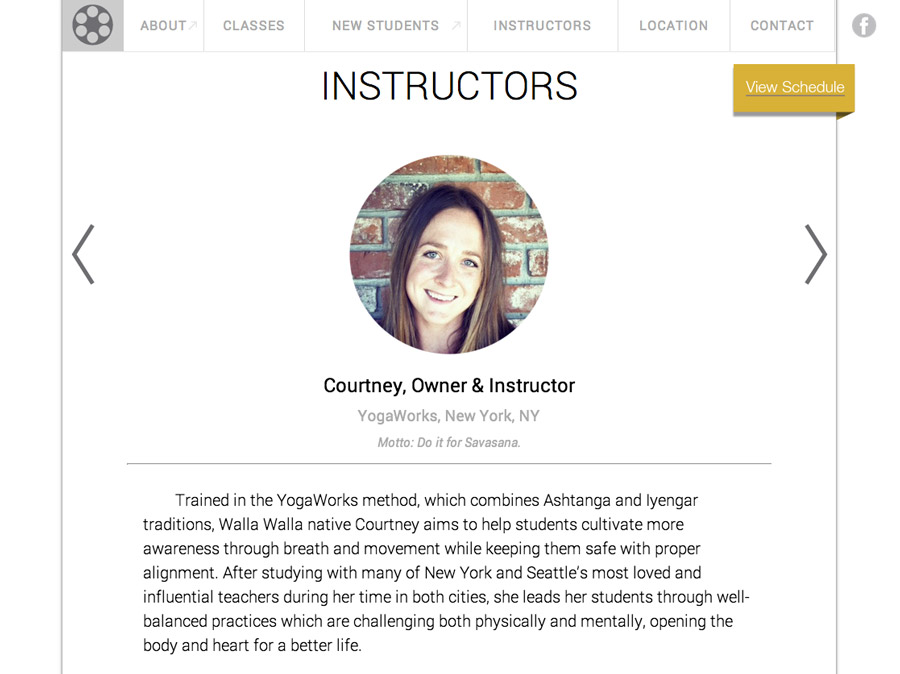 ABOUT CLASSES NEW STUDENTS INSTRUCTORS LOCATION CONTACT f
INSTRUCTORS
View Schedule
Courtney, Owner & Instructor
YogaWorks, New York, NY
Motto: Do it for Savasana.
Trained in the YogaWorks method, which combines Ashtanga and Iyengar
traditions, Walla Walla native Courtney aims to help students cultivate more
awareness through breath and movement while keeping them safe with proper
alignment. After studying with many of New York and Seattle's most loved and
influential teachers during her time in both cities, she leads her students through well-
balanced practices which are challenging both physically and mentally, opening the
body and heart for a better life.